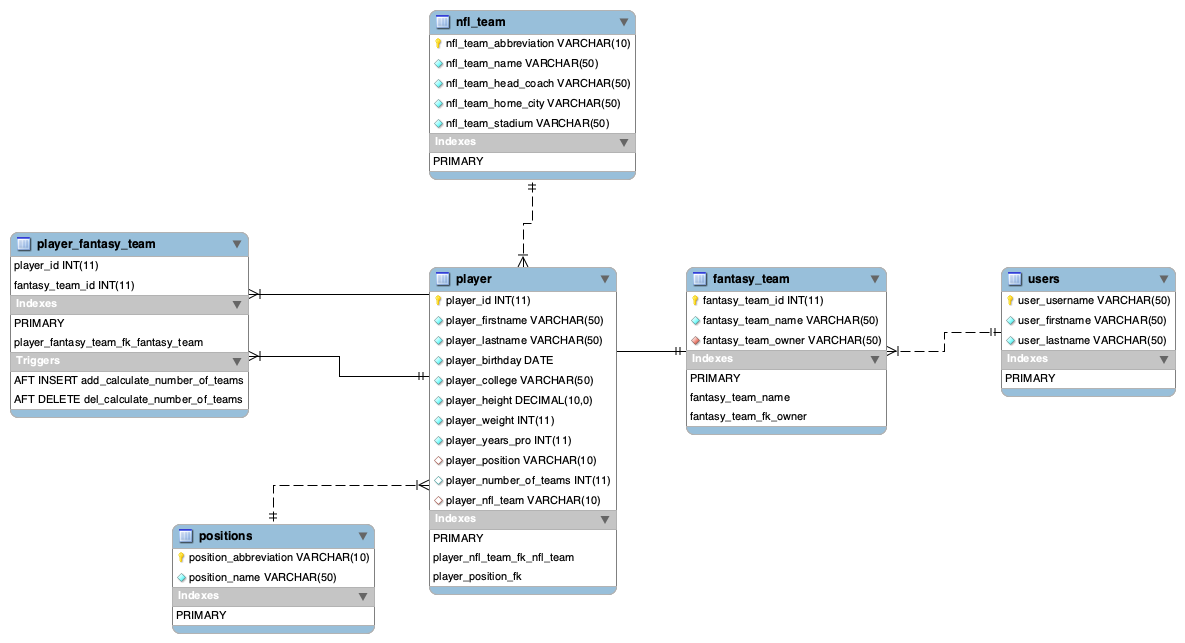 nfl_team
nfl_team_abbreviation VARCHAR(10)
nfl_team_name VARCHAR(50)
nfl_team_head_coach VARCHAR(50)
nfl_team_home_city VARCHAR(50)
nfl_team_stadium VARCHAR(50)
Indexes
PRIMARY
player_fantasy_team
player_id INT(11)
fantasy_team_id INT(11)
Indexes
PRIMARY
player_fantasy_team_fk_fantasy_team
Triggers
AFT INSERT add_calculate_number_of_teams
AFT DELETE del_calculate_number_of_teams
player
player_id INT(11)
player_firstname VARCHAR(50)
player_lastname VARCHAR(50)
player_birthday DATE
player_college VARCHAR(50)
player_height DECIMAL(10,0)
player_weight INT(11)
player_years_pro INT(11)
player_position VARCHAR(10)
player_number_of_teams INT(11)
player_nfl_team VARCHAR(10)
Indexes
PRIMARY
player_nfl_team_fk_nfl_team
player_position_fk
fantasy_team
fantasy_team_id INT(11)
fantasy_team_name VARCHAR(50)
fantasy_team_owner VARCHAR(50)
Indexes
PRIMARY
fantasy_team_name
fantasy_team_fk_owner
users
user_username VARCHAR(50)
user_firstname VARCHAR(50)
user_lastname VARCHAR(50)
Indexes
PRIMARY
positions
position_abbreviation VARCHAR(10)
position_name VARCHAR(50)
Indexes
PRIMARY